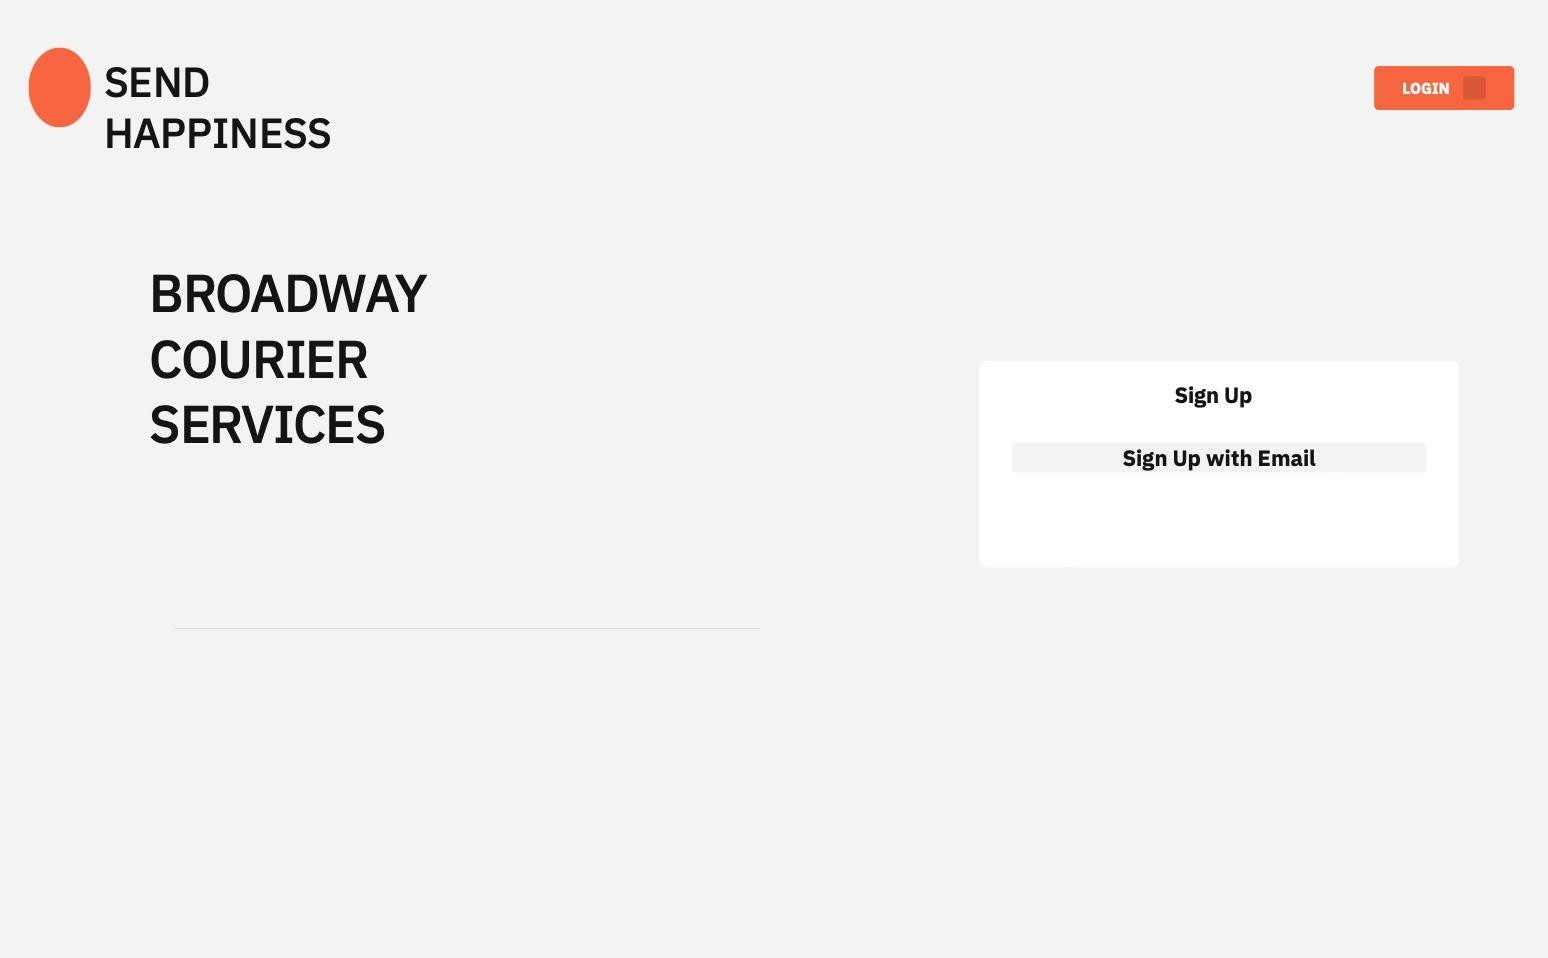 SEND
HAPPINESS
LOGIN
BROADWAY
COURIER
SERVICES
Sign Up
Sign Up with Email